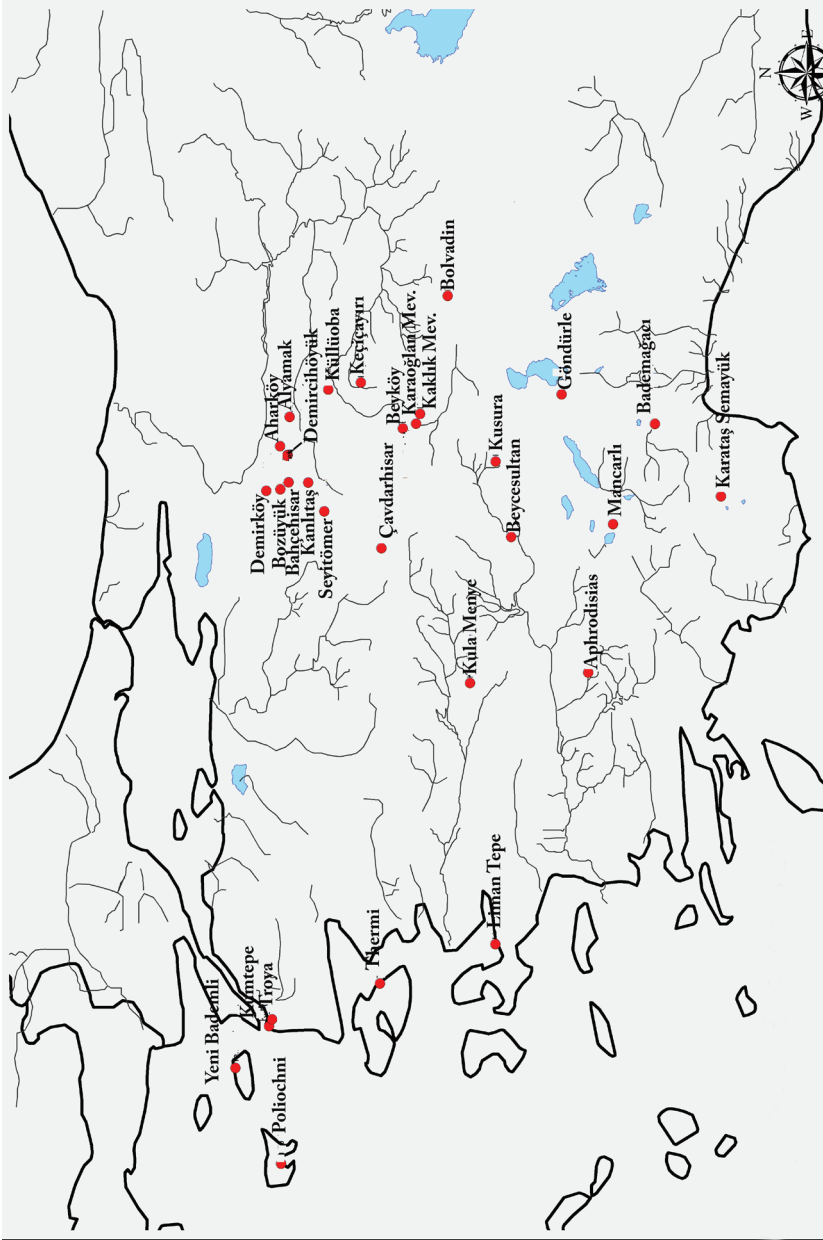 N
E
W
Aharköy
Alyamak
Demircihöyük
Küllüoba
Keçiçayırı
Bolvadin
Beyköy
Karaoğlan Mev.
Kaklık Mev.
Demirköy
Bozüyük
Bahçehisar
Kanlıtaş
Seyitömer
Çavdarhisar
Kusura
Beycesultan
Göndürle
Bademağacı
Mancarlı
Karataş Semayük
Kula Menye
Aphrodisias
Liman Tepe
Thermi
Kumtepe
Troya
Yeni Bademli
Poliochni